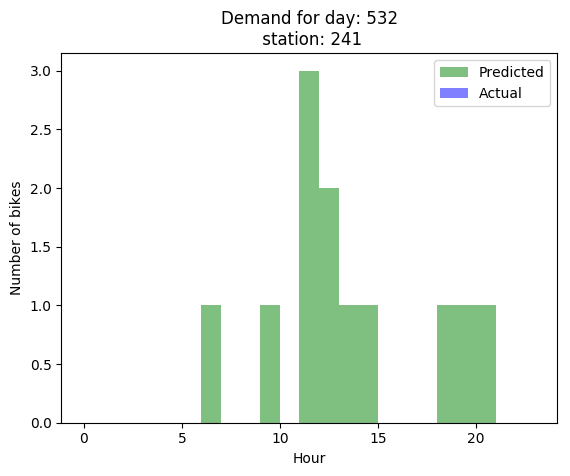 Demand for day: 532
station: 241
Predicted
Actual
3.0
2.5
2.0
1.5
1.0
0.5
0.0
Number of bikes
0 5 10 15 20
Hour